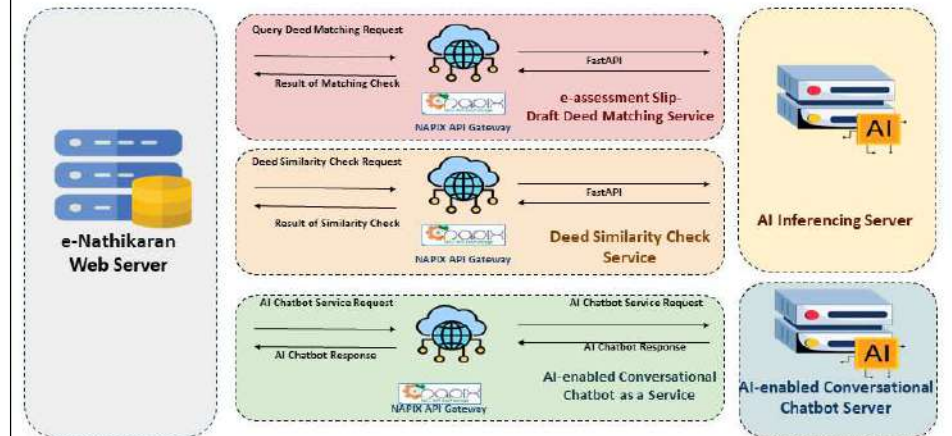 e-Nathikaran
Web Server
Query Deed Matching Request
Result of Matching Check
NAPIX
NAPIX API Gateway
FastAPI
e-assessment Slip-
Draft Deed Matching Service
Deed Similarity Check Request
Result of Similarity Check
NAPIX
NAPIX API Gateway
FastAPI
Deed Similarity Check
Service
AI Chatbot Service Request
AI Chatbot Response
NAPIX
NAPIX API Gateway
AI Chatbot Service Request
AI Chatbot Response
AI-enabled Conversational
Chatbot as a Service
AI
AI Inferencing Server
AI
AI-enabled Conversational
Chatbot Server